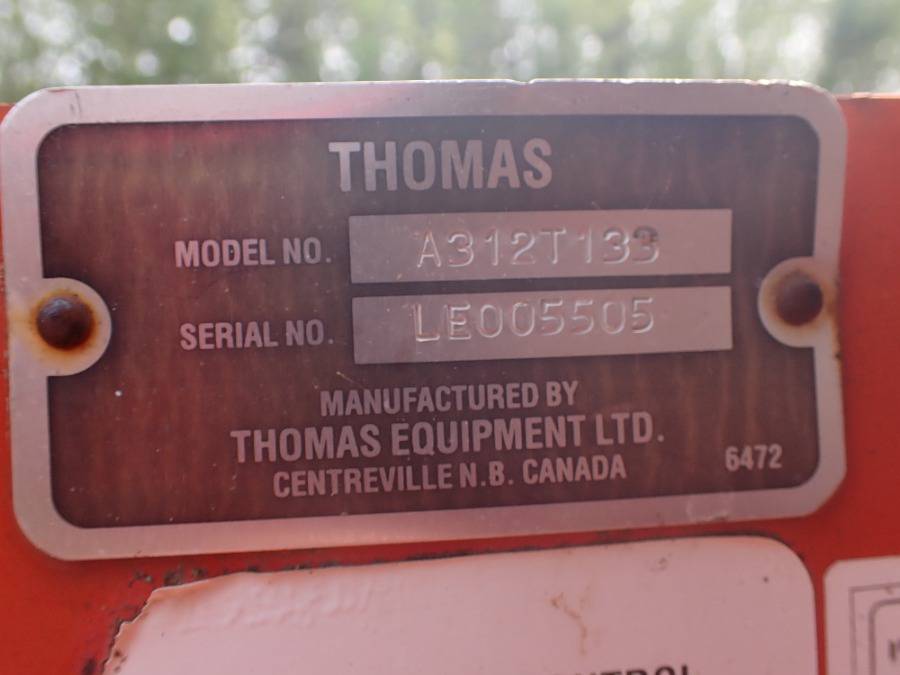 THOMAS
MODEL NO. A312T133
SERIAL NO. LE005505
MANUFACTURED BY
THOMAS EQUIPMENT LTD.
CENTREVILLE N.B. CANADA 6472